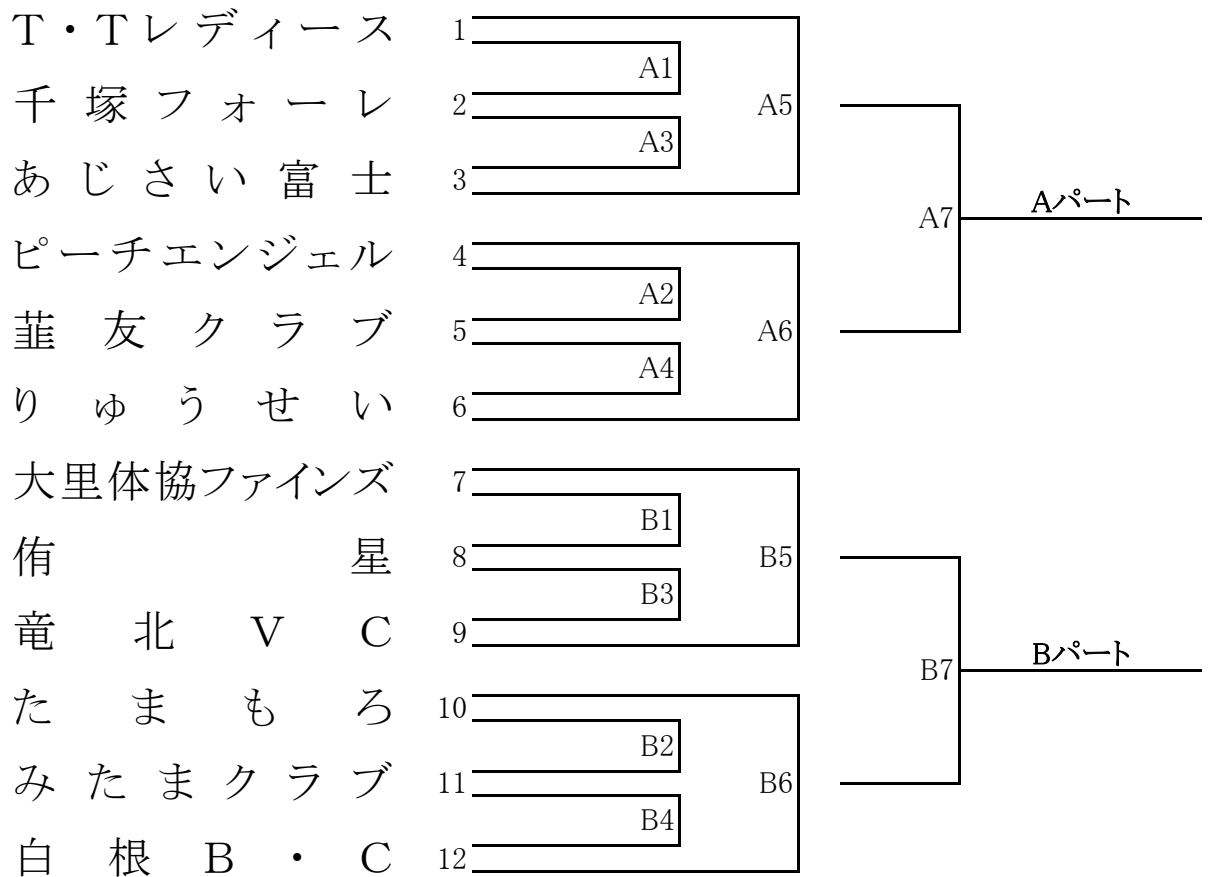 T・Tレディース 1
A1
千塚フォーレ 2 A5
A3
あじさい富士 3
Aパート
A7
ピーチエンジェル 4
A2
韮友クラブ 5 A6
A4
りゅうせい 6
大里体協ファインズ 7
B1
侑星 8 B5
B3
竜北VC 9
Bパート
B7
たまもろ 10
B2
みたまクラブ 11 B6
B4
白根B・C 12